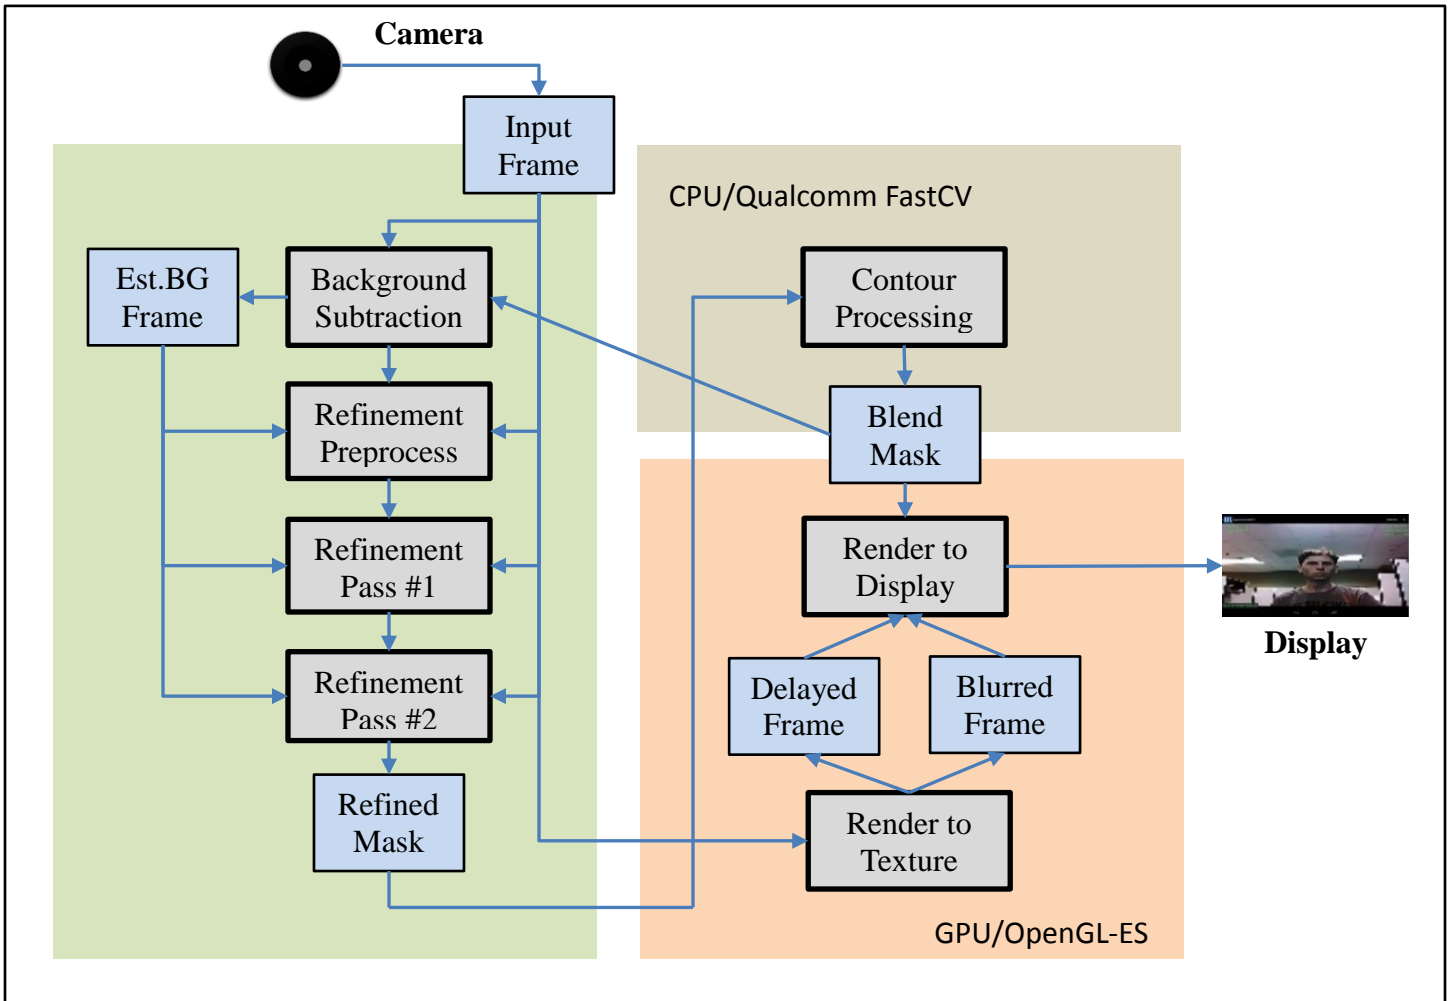 Camera
Input
Frame
CPU/Qualcomm FastCV
Est.BG
Frame
Background
Subtraction
Contour
Processing
Refinement
Preprocess
Blend
Mask
Refinement
Pass #1
Render to
Display
Display
Refinement
Pass #2
Delayed
Frame
Blurred
Frame
Refined
Mask
Render to
Texture
GPU/OpenGL-ES